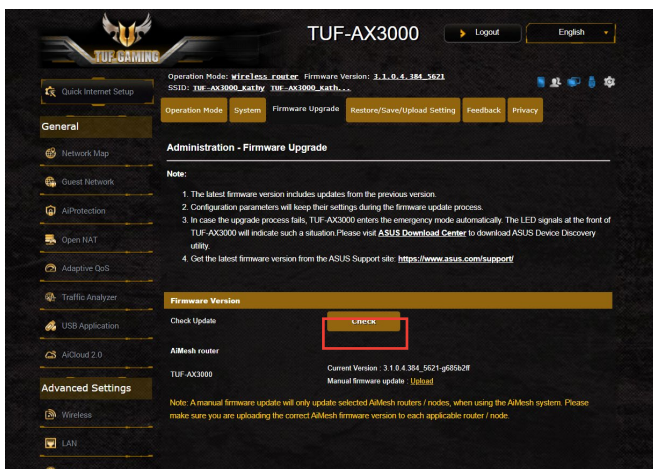 TUF GAMING
TUF-AX3000
Logout
English
Quick Internet Setup
General
Network Map
Guest Network
AiProtection
Open NAT
Adaptive QoS
Traffic Analyzer
USB Application
AiCloud 2.0
Advanced Settings
Wireless
LAN
Operation Mode: Wireless router Firmware Version: 3.1.0.4.384_5621
SSID: TUF-AX3000_Kathy TUF-AX3000_Kath...
Operation Mode System Firmware Upgrade Restore/Save/Upload Setting Feedback Privacy
Administration - Firmware Upgrade
Note:
1. The latest firmware version includes updates from the previous version.
2. Configuration parameters will keep their settings during the firmware update process.
3. In case the upgrade process fails, TUF-AX3000 enters the emergency mode automatically. The LED signals at the front of
TUF-AX3000 will indicate such a situation.Please visit ASUS Download Center to download ASUS Device Discovery
utility.
4. Get the latest firmware version from the ASUS Support site: https://www.asus.com/support/
Firmware Version
Check Update Check
AiMesh router
TUF-AX3000
Current Version : 3.1.0.4.384_5621-g685b2ff
Manual firmware update : Upload
Note: A manual firmware update will only update selected AiMesh routers / nodes, when using the AiMesh system. Please
make sure you are uploading the correct AiMesh firmware version to each applicable router / node.